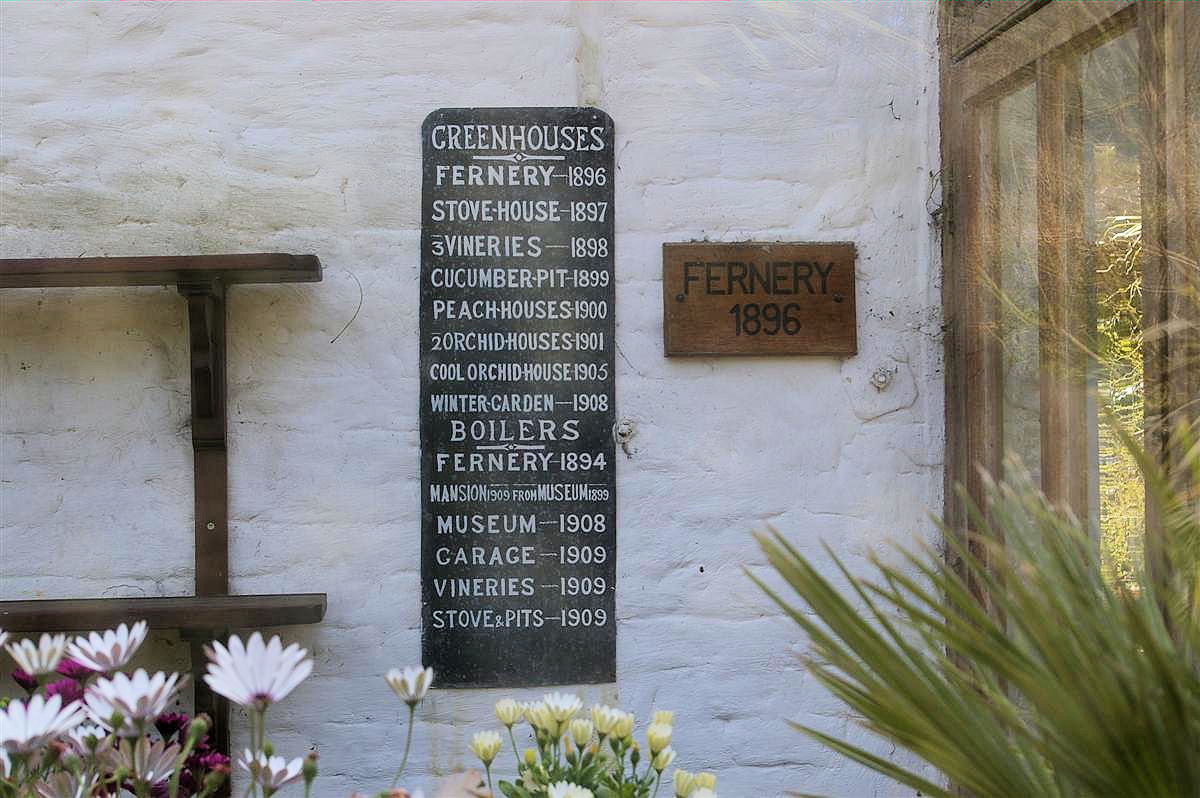 GREENHOUSES
FERNERY—1896
STOVE-HOUSE—1897
3 VINERIES—1898
CUCUMBER-PIT-1899
PEACH-HOUSES-1900
2 ORCHID-HOUSES-1901
COOL ORCHID-HOUSE 1905
WINTER-GARDEN—1908
BOILERS
FERNERY-1894
MANSION 1909 FROM MUSEUM 1899
MUSEUM—1908
GARAGE—1909
VINERIES—1909
STOVE & PITS—1909
FERNERY
1896